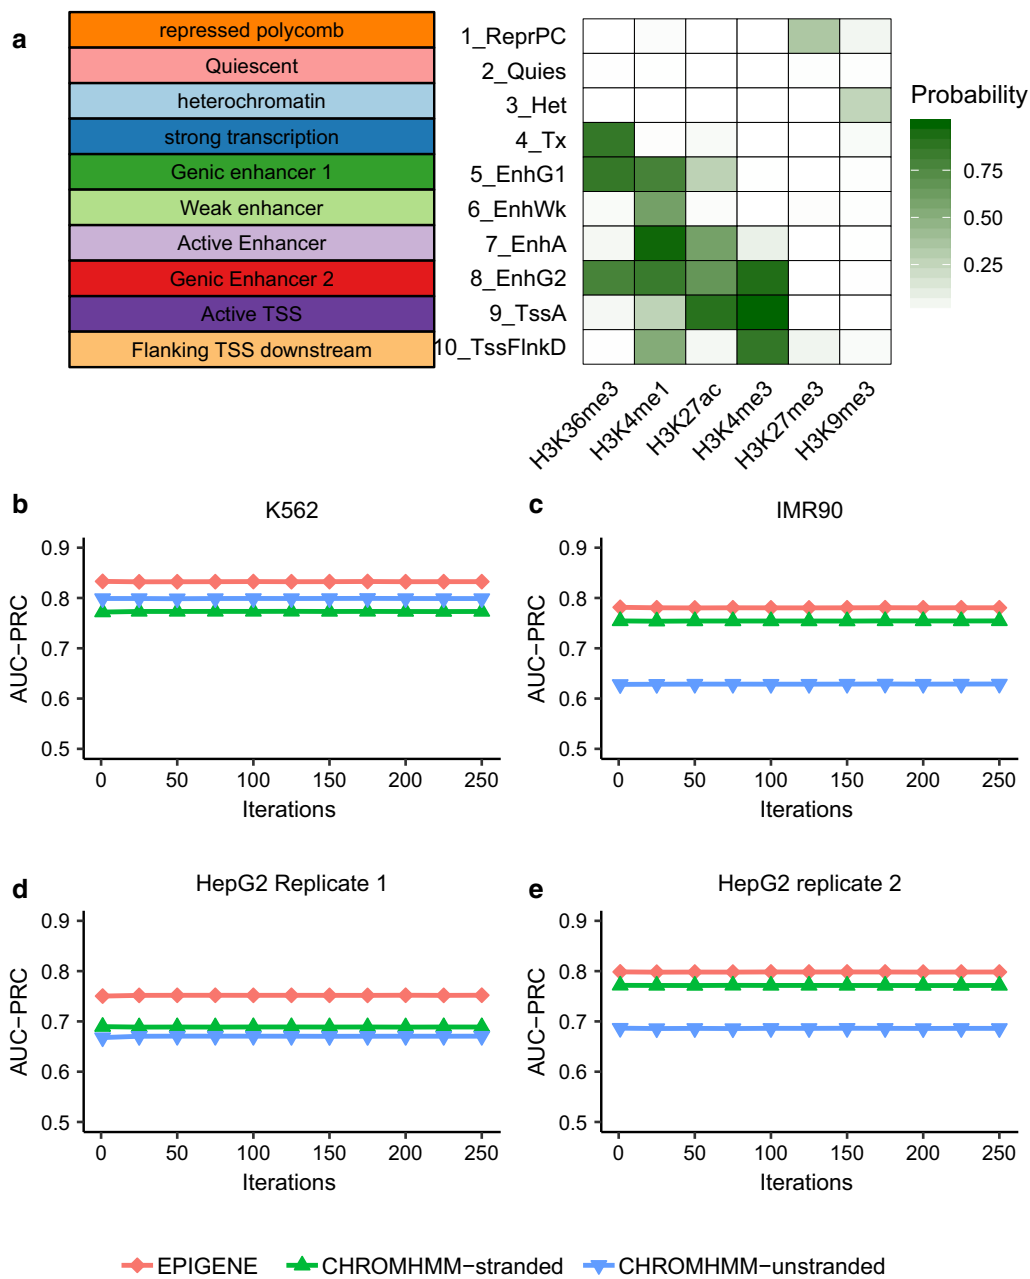 a
repressed polycomb
Quiescent
heterochromatin
strong transcription
Genic enhancer 1
Weak enhancer
Active Enhancer
Genic Enhancer 2
Active TSS
Flanking TSS downstream
1_ReprPC
2_Quies
3_Het
4_Tx
5_EnhG1
6_EnhWk
7_EnhA
8_EnhG2
9_TssA
10_TssFlnkD
H3K36me3
H3K4me1
H3K27ac
H3K4me3
H3K27me3
H3K9me3
Probability
0.75
0.50
0.25
b
K562
0.9
0.8
0.7
0.6
0.5
AUC−PRC
0 50 100 150 200 250
Iterations
c
IMR90
0.9
0.8
0.7
0.6
0.5
AUC−PRC
0 50 100 150 200 250
Iterations
d
HepG2 Replicate 1
0.9
0.8
0.7
0.6
0.5
AUC−PRC
0 50 100 150 200 250
Iterations
e
HepG2 replicate 2
0.9
0.8
0.7
0.6
0.5
AUC−PRC
0 50 100 150 200 250
Iterations
EPIGENE CHROMHMM−stranded CHROMHMM−unstranded